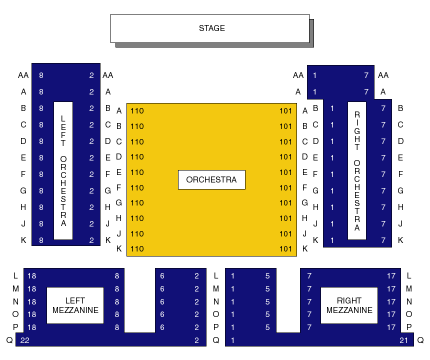 STAGE
AA 8 2 AA AA 1 7 AA
A 8 2 A A 1 7 A
B 8 2 B A 110 101 A B 1 7 B
C 8 2 C B 110 101 B C 1 7 C
D 8 2 D C 110 101 C D 1 7 D
E 8 2 E D 110 101 D E 1 7 E
F 8 2 F E 110 101 E F 1 7 F
G 8 2 G F 110 101 F G 1 7 G
H 8 2 H G 110 101 G H 1 7 H
J 8 2 J H 110 101 H J 1 7 J
K 8 2 K J 110 101 J K 1 7 K
K 110 101 K
LEFT ORCHESTRA
ORCHESTRA
RIGHT ORCHESTRA
L 18 8 6 2 L 1 5 7 17 L
M 18 8 6 2 M 1 5 7 17 M
N 18 8 6 2 N 1 5 7 17 N
O 18 8 6 2 O 1 5 7 17 O
P 18 8 6 2 P 1 5 7 17 P
Q 22 2 Q 1 21 Q
LEFT
MEZZANINE
RIGHT
MEZZANINE